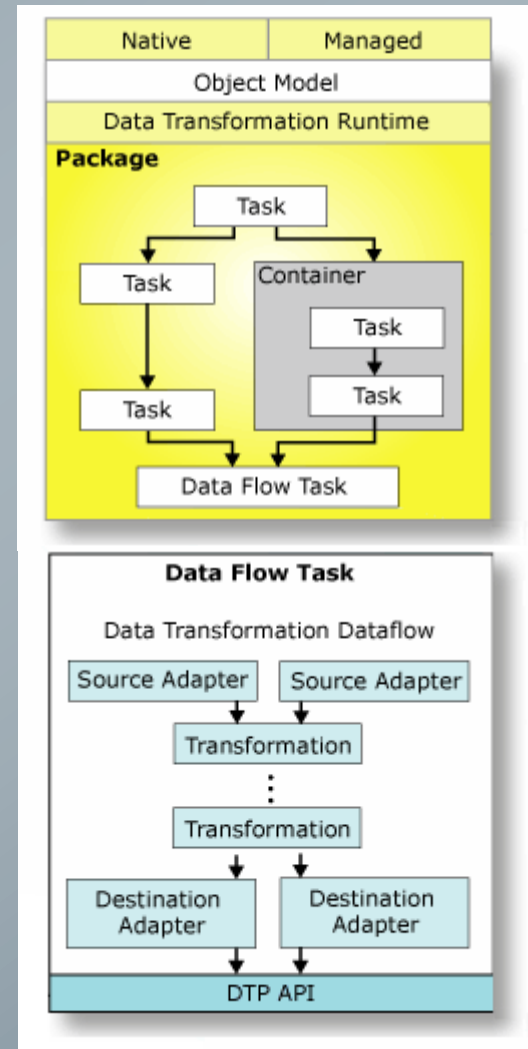 Native Managed
Object Model
Data Transformation Runtime
Package
Task
Task
Container
Task
Task
Task
Data Flow Task
Data Flow Task
Data Transformation Dataflow
Source Adapter Source Adapter
Transformation
Transformation
Destination Adapter
Destination Adapter
DTP API